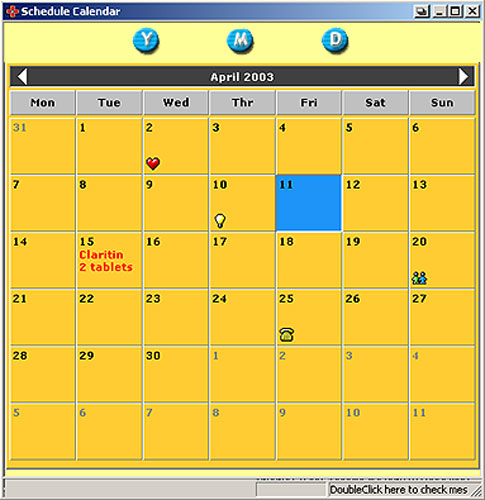 Schedule Calendar
Y M D
April 2003
Mon Tue Wed Thr Fri Sat Sun
31 1 2 3 4 5 6
7 8 9 10 11 12 13
14 15 16 17 18 19 20
Claritin
2 tablets
21 22 23 24 25 26 27
28 29 30 1 2 3 4
5 6 7 8 9 10 11
DoubleClick here to check mes